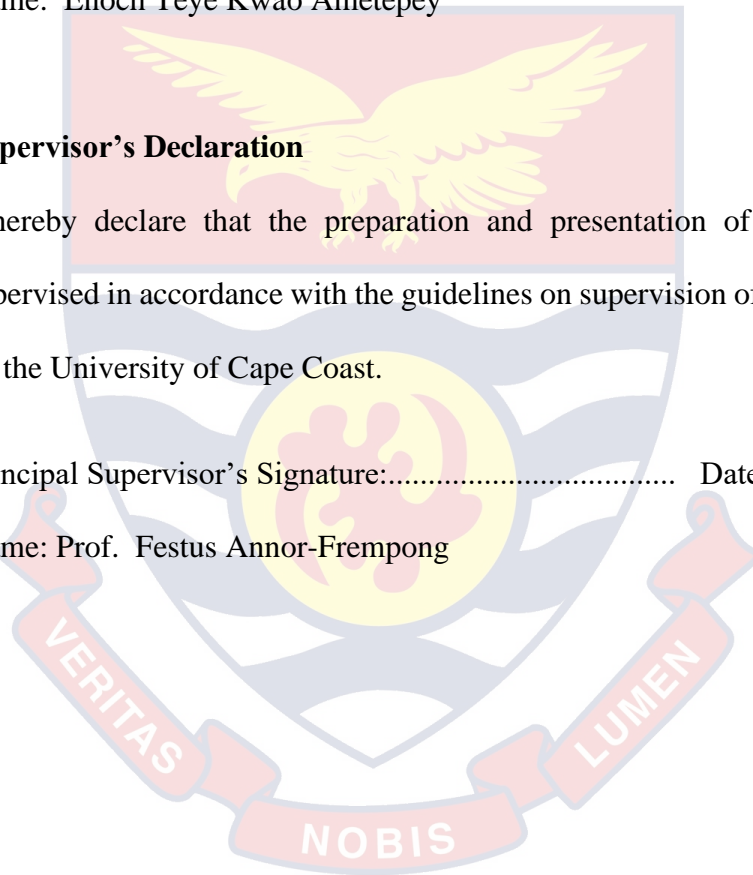 me: Enoch Teye Kwao Ametepey
pervisor's Declaration
hereby declare that the preparation and presentation of
pervised in accordance with the guidelines on supervision of
the University of Cape Coast.
ncipal Supervisor's Signature:.................................... Date
me: Prof. Festus Annor-Frempong
VERITAS
NOBIS
LUMEN